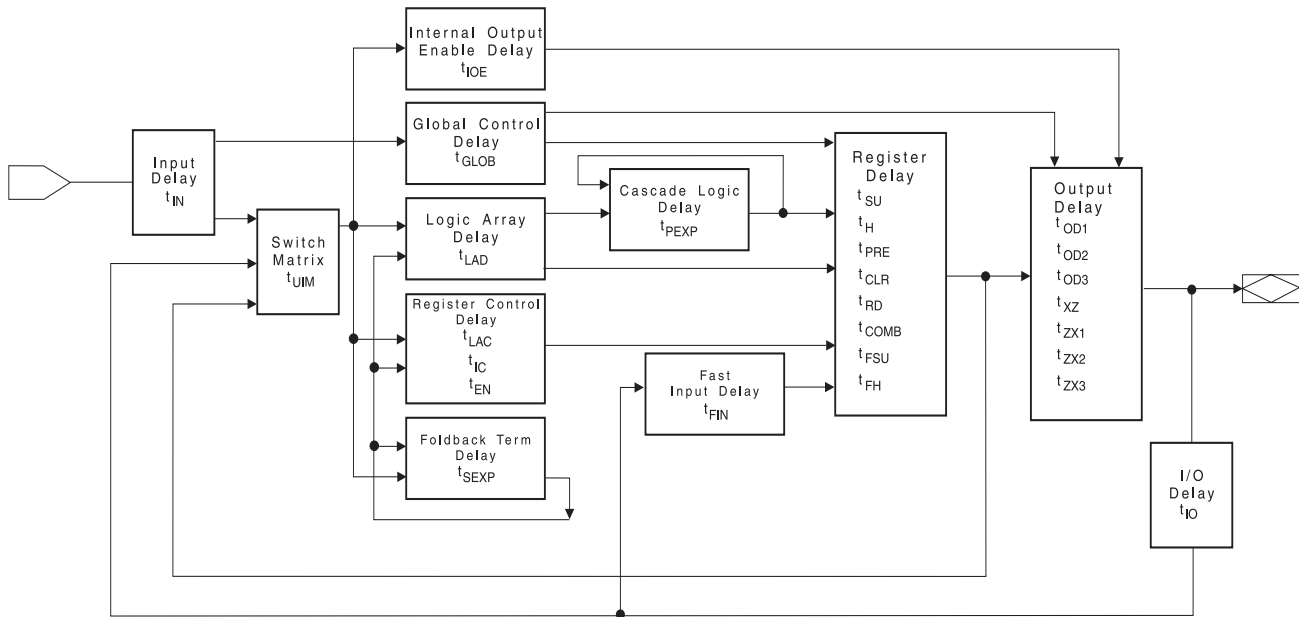 Internal Output
Enable Delay
tIOE
Global Control
Delay
tGLOB
Input
Delay
tIN
Switch
Matrix
tUIM
Logic Array
Delay
tLAD
Cascade Logic
Delay
tPEXP
Register Control
Delay
tLAC
tIC
tEN
Foldback Term
Delay
tSEXP
Fast
Input Delay
tFIN
Register
Delay
tSU
tH
tPRE
tCLR
tRD
tCOMB
tFSU
tFH
Output
Delay
tOD1
tOD2
tOD3
tXZ
tZX1
tZX2
tZX3
I/O
Delay
tIO